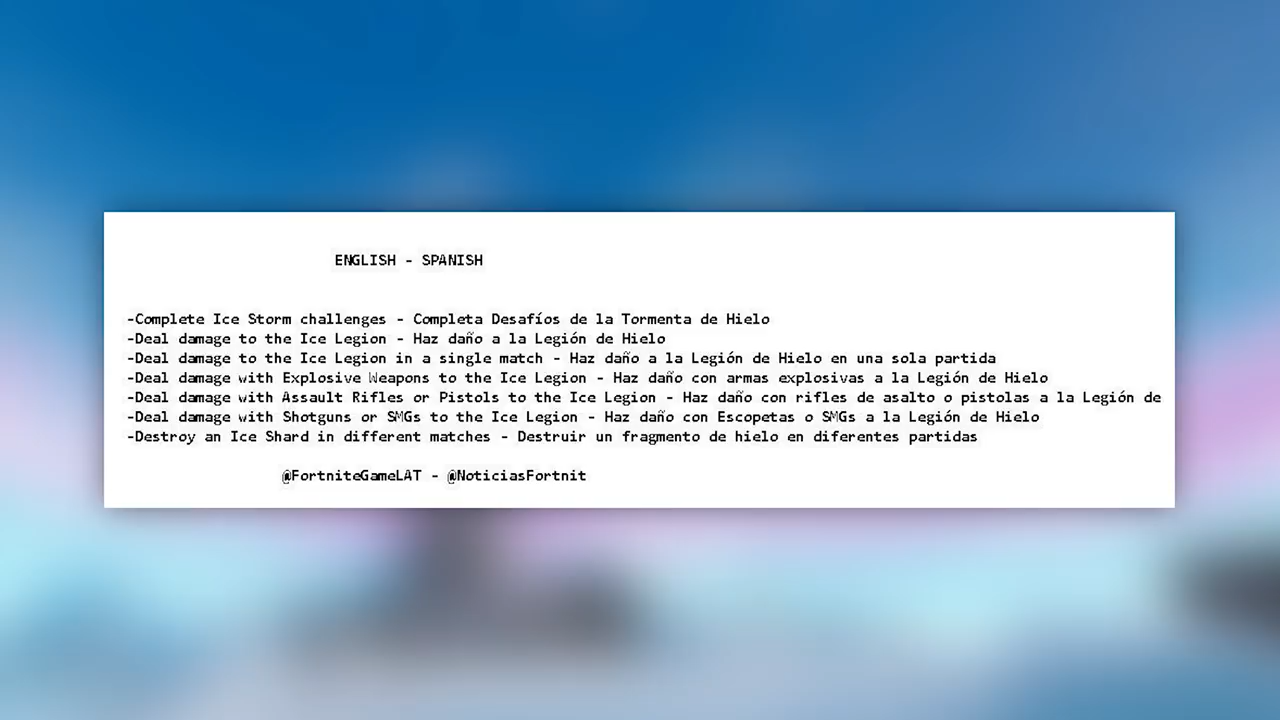 ENGLISH - SPANISH
-Complete Ice Storm challenges - Completa Desafíos de la Tormenta de Hielo
-Deal damage to the Ice Legion - Haz daño a la Legión de Hielo
-Deal damage to the Ice Legion in a single match - Haz daño a la Legión de Hielo en una sola partida
-Deal damage with Explosive Weapons to the Ice Legion - Haz daño con armas explosivas a la Legión de Hielo
-Deal damage with Assault Rifles or Pistols to the Ice Legion - Haz daño con rifles de asalto o pistolas a la Legión de
-Deal damage with Shotguns or SMGs to the Ice Legion - Haz daño con Escopetas o SMGs a la Legión de Hielo
-Destroy an Ice Shard in different matches - Destruir un fragmento de hielo en diferentes partidas
@FortniteGameLAT - @NoticiasFortnit